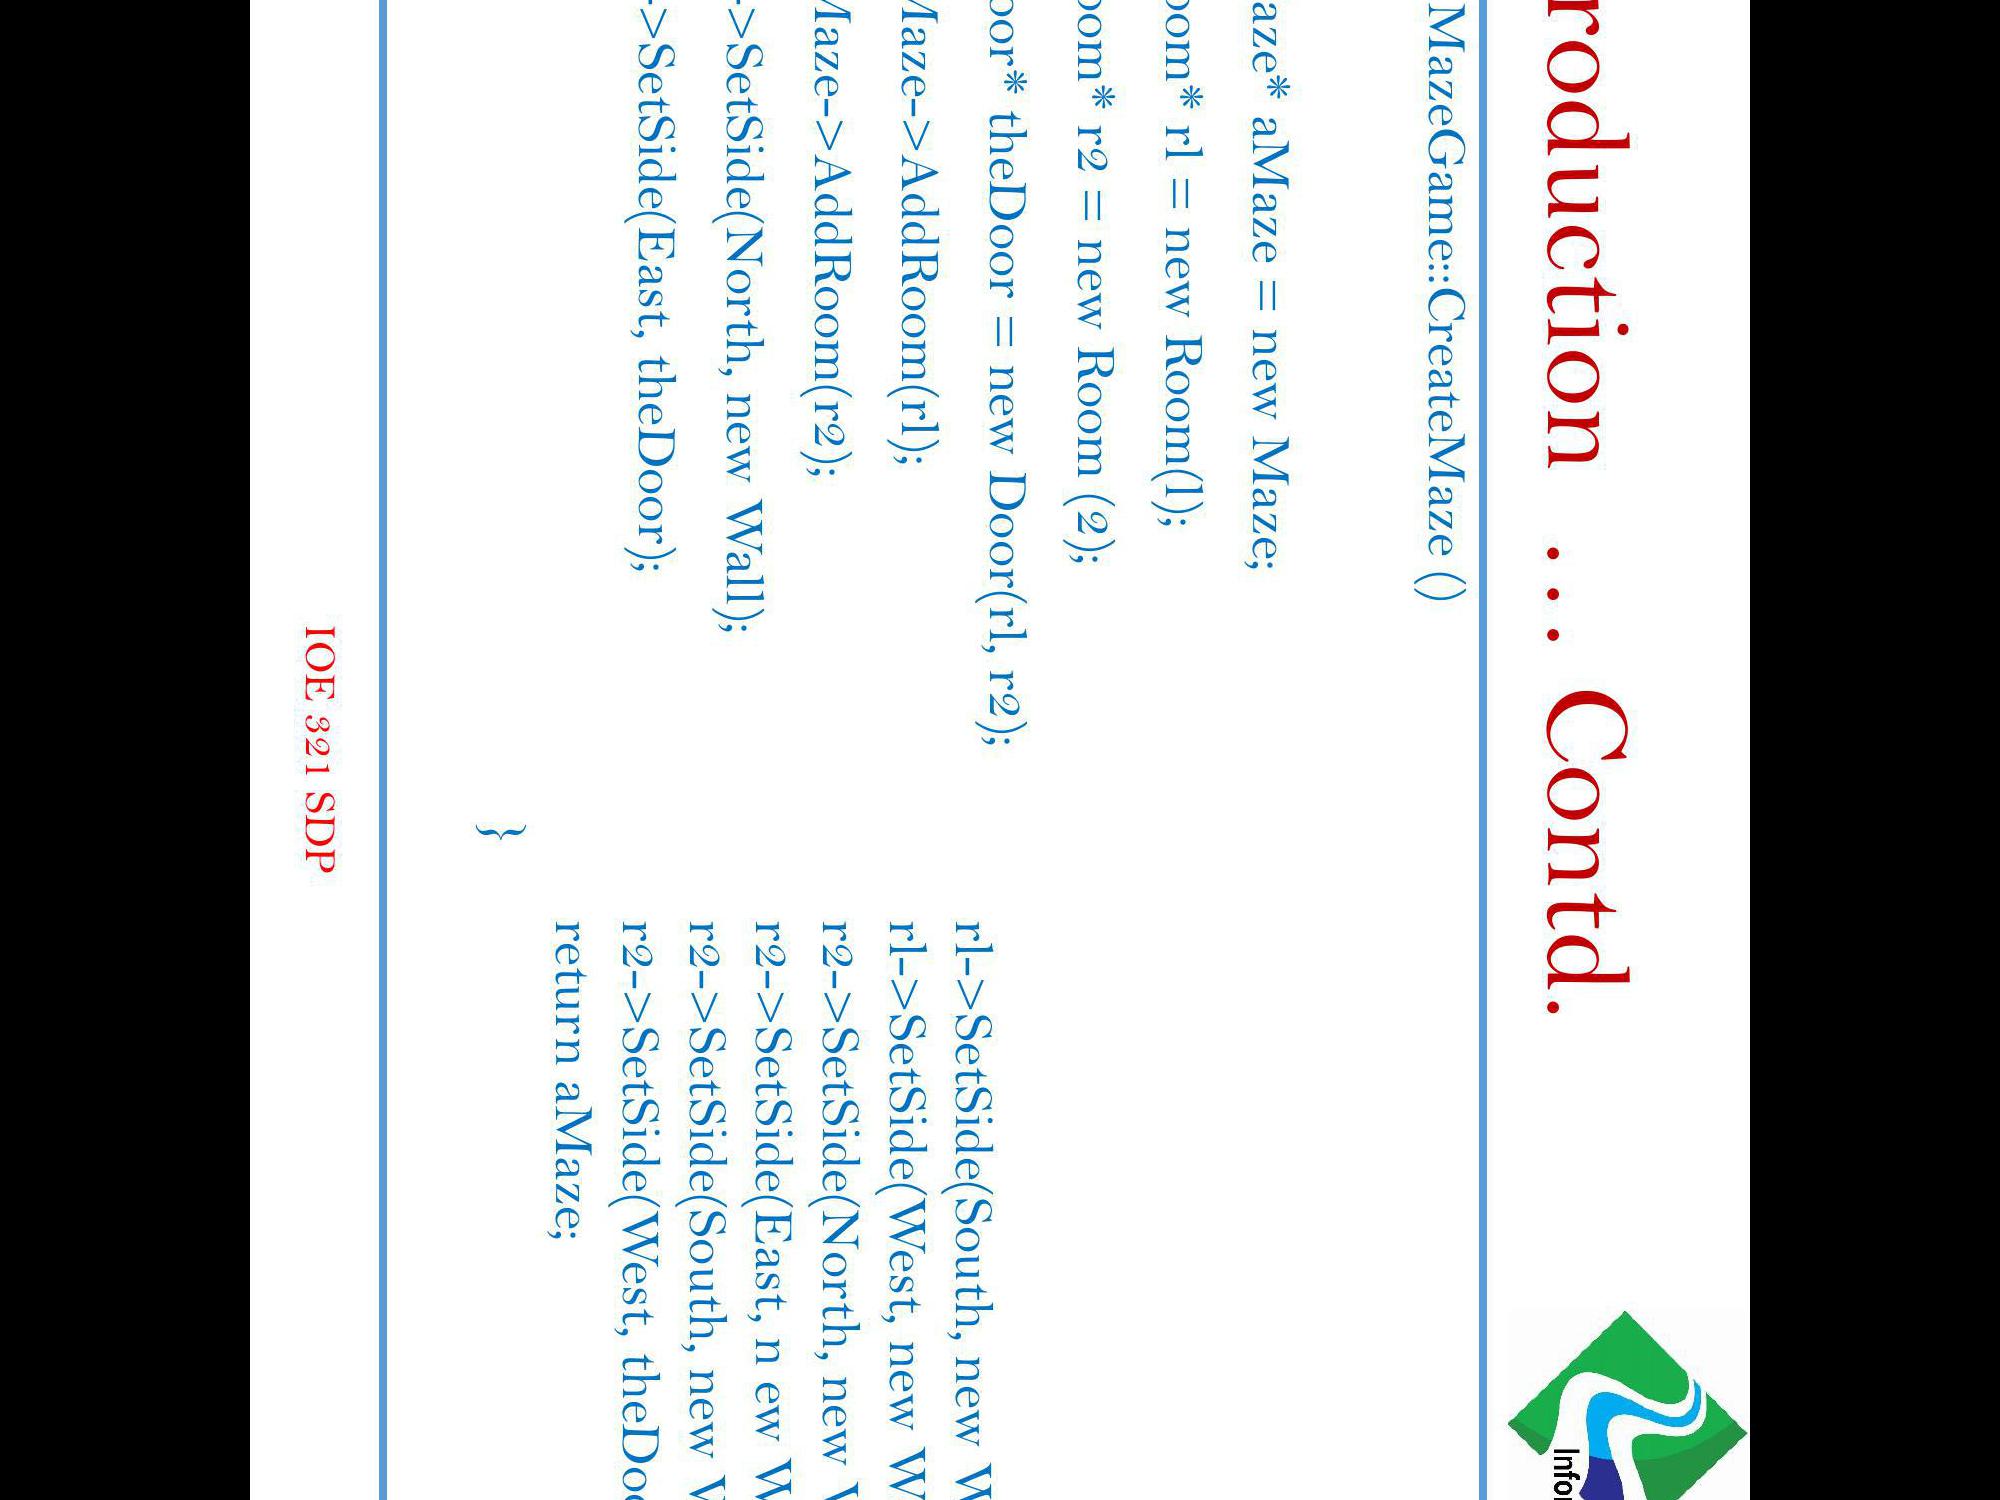 roduction ... Contd.
MazeGame::CreateMaze ()
aze* aMaze = new Maze;
oom* r1 = new Room(1);
oom* r2 = new Room (2);
oor* theDoor = new Door(r1, r2);
Maze->AddRoom(r1);
Maze->AddRoom(r2);
->SetSide(North, new Wall);
->SetSide(East, theDoor);
r1->SetSide(South, new W
r1->SetSide(West, new W
r2->SetSide(North, new W
r2->SetSide(East, n ew W
r2->SetSide(South, new W
r2->SetSide(West, theDoo
return aMaze;
}
IOE 321 SDP
Infor